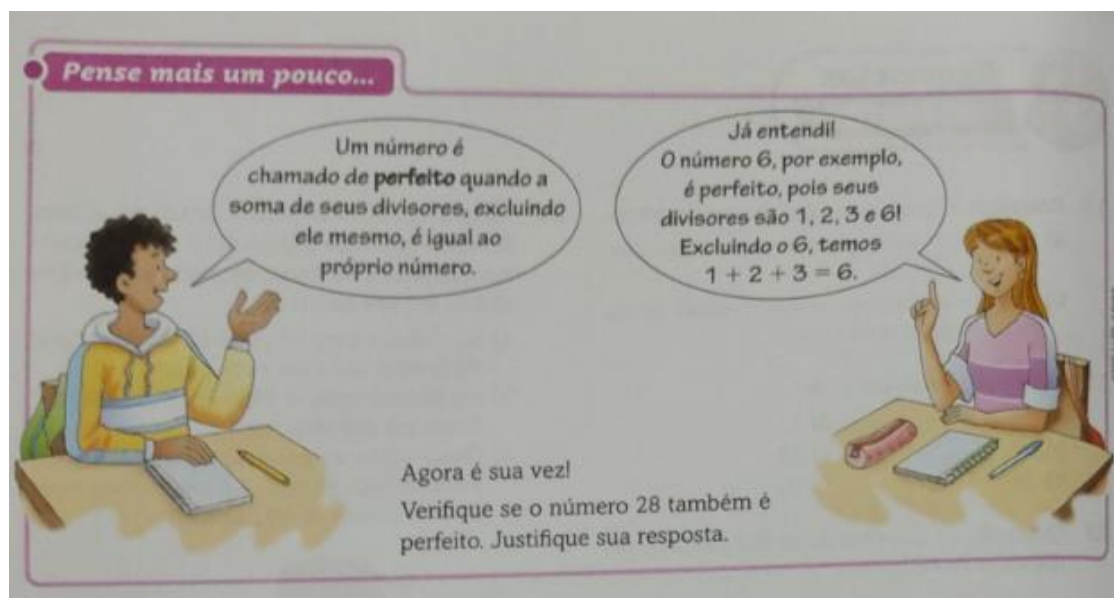 Pense mais um pouco...
Um número é
chamado de perfeito quando a
soma de seus divisores, excluindo
ele mesmo, é igual ao
próprio número.
Já entendi!
O número 6, por exemplo,
é perfeito, pois seus
divisores são 1, 2, 3 e 6!
Excluindo o 6, temos
1 + 2 + 3 = 6.
Agora é sua vez!
Verifique se o número 28 também é
perfeito. Justifique sua resposta.